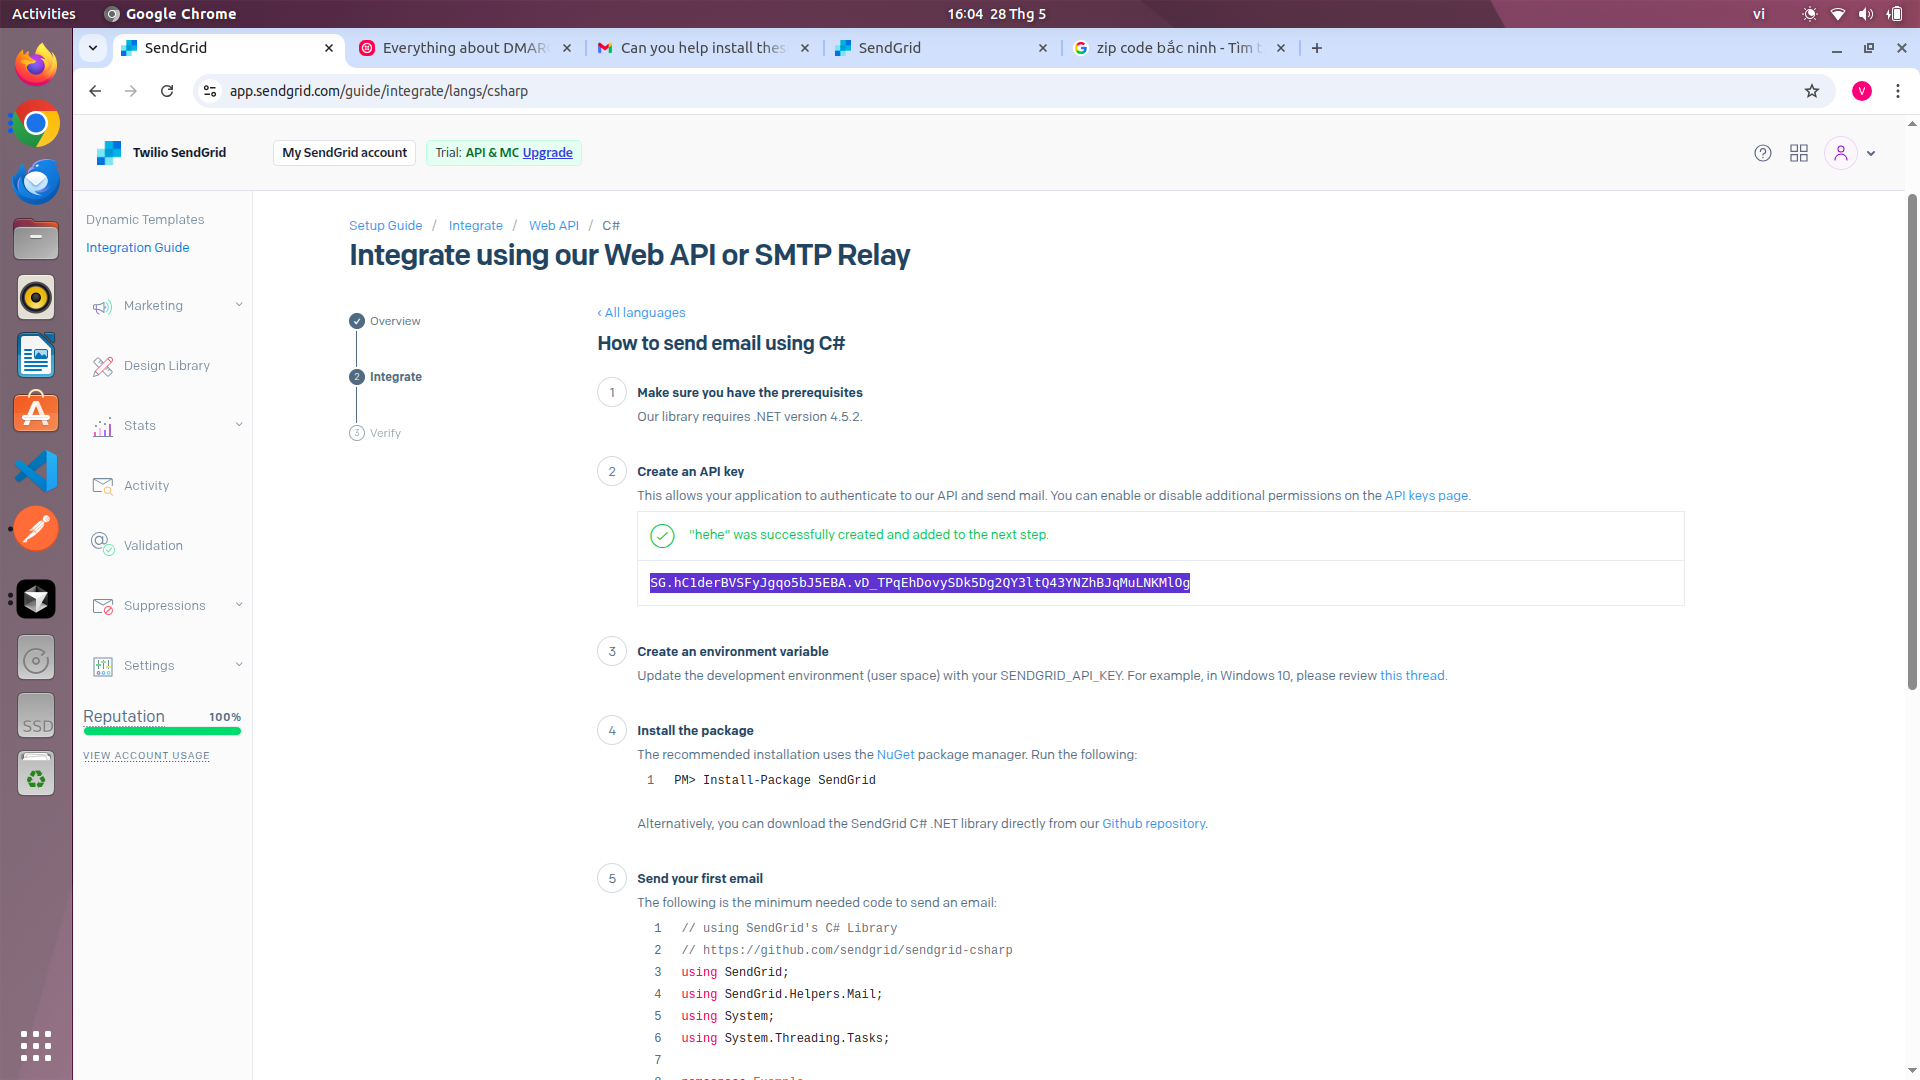 Activities
Google Chrome
16:04 28 Thg 5
vi
SendGrid
Everything about DMAR
Can you help install thes
SendGrid
zip code bắc ninh - Tìm t
app.sendgrid.com/guide/integrate/langs/csharp
V
Twilio SendGrid
My SendGrid account
Trial: API & MC Upgrade
Dynamic Templates
Integration Guide
Marketing
Design Library
Stats
Activity
Validation
Suppressions
Settings
Reputation 100%
VIEW ACCOUNT USAGE
SSD
Setup Guide / Integrate / Web API / C#
Integrate using our Web API or SMTP Relay
Overview
2 Integrate
3 Verify
‹ All languages
How to send email using C#
1 Make sure you have the prerequisites
Our library requires .NET version 4.5.2.
2 Create an API key
This allows your application to authenticate to our API and send mail. You can enable or disable additional permissions on the API keys page.
"hehe" was successfully created and added to the next step.
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
3 Create an environment variable
Update the development environment (user space) with your SENDGRID_API_KEY. For example, in Windows 10, please review this thread.
4 Install the package
The recommended installation uses the NuGet package manager. Run the following:
1 PM> Install-Package SendGrid
Alternatively, you can download the SendGrid C# .NET library directly from our Github repository.
5 Send your first email
The following is the minimum needed code to send an email:
1 // using SendGrid's C# Library
2 // https://github.com/sendgrid/sendgrid-csharp
3 using SendGrid;
4 using SendGrid.Helpers.Mail;
5 using System;
6 using System.Threading.Tasks;
7